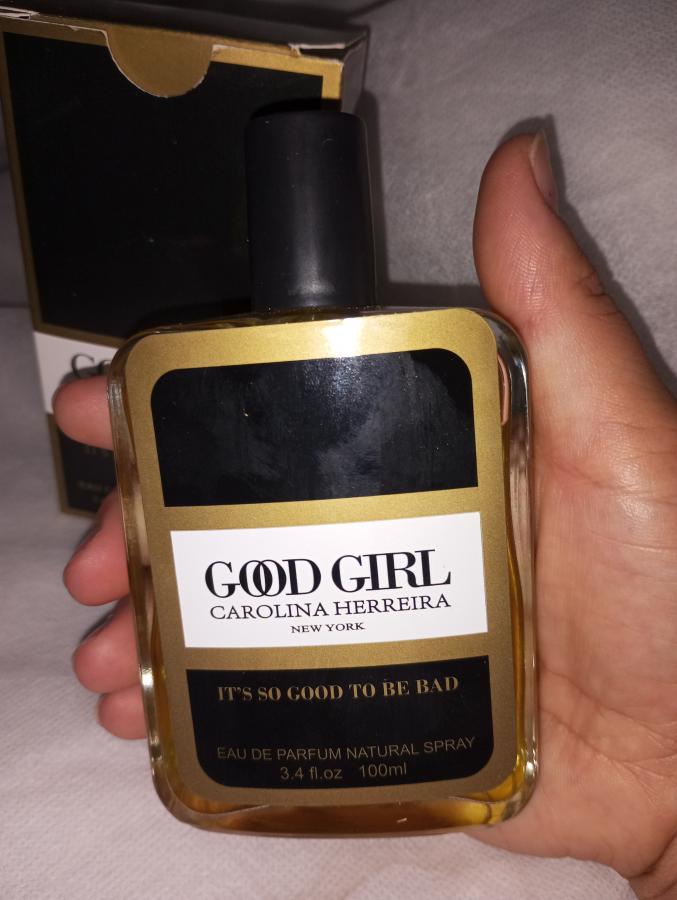 GOOD GIRL
CAROLINA HERREIRA
NEW YORK
IT'S SO GOOD TO BE BAD
EAU DE PARFUM NATURAL SPRAY
3.4 fl.oz 100ml